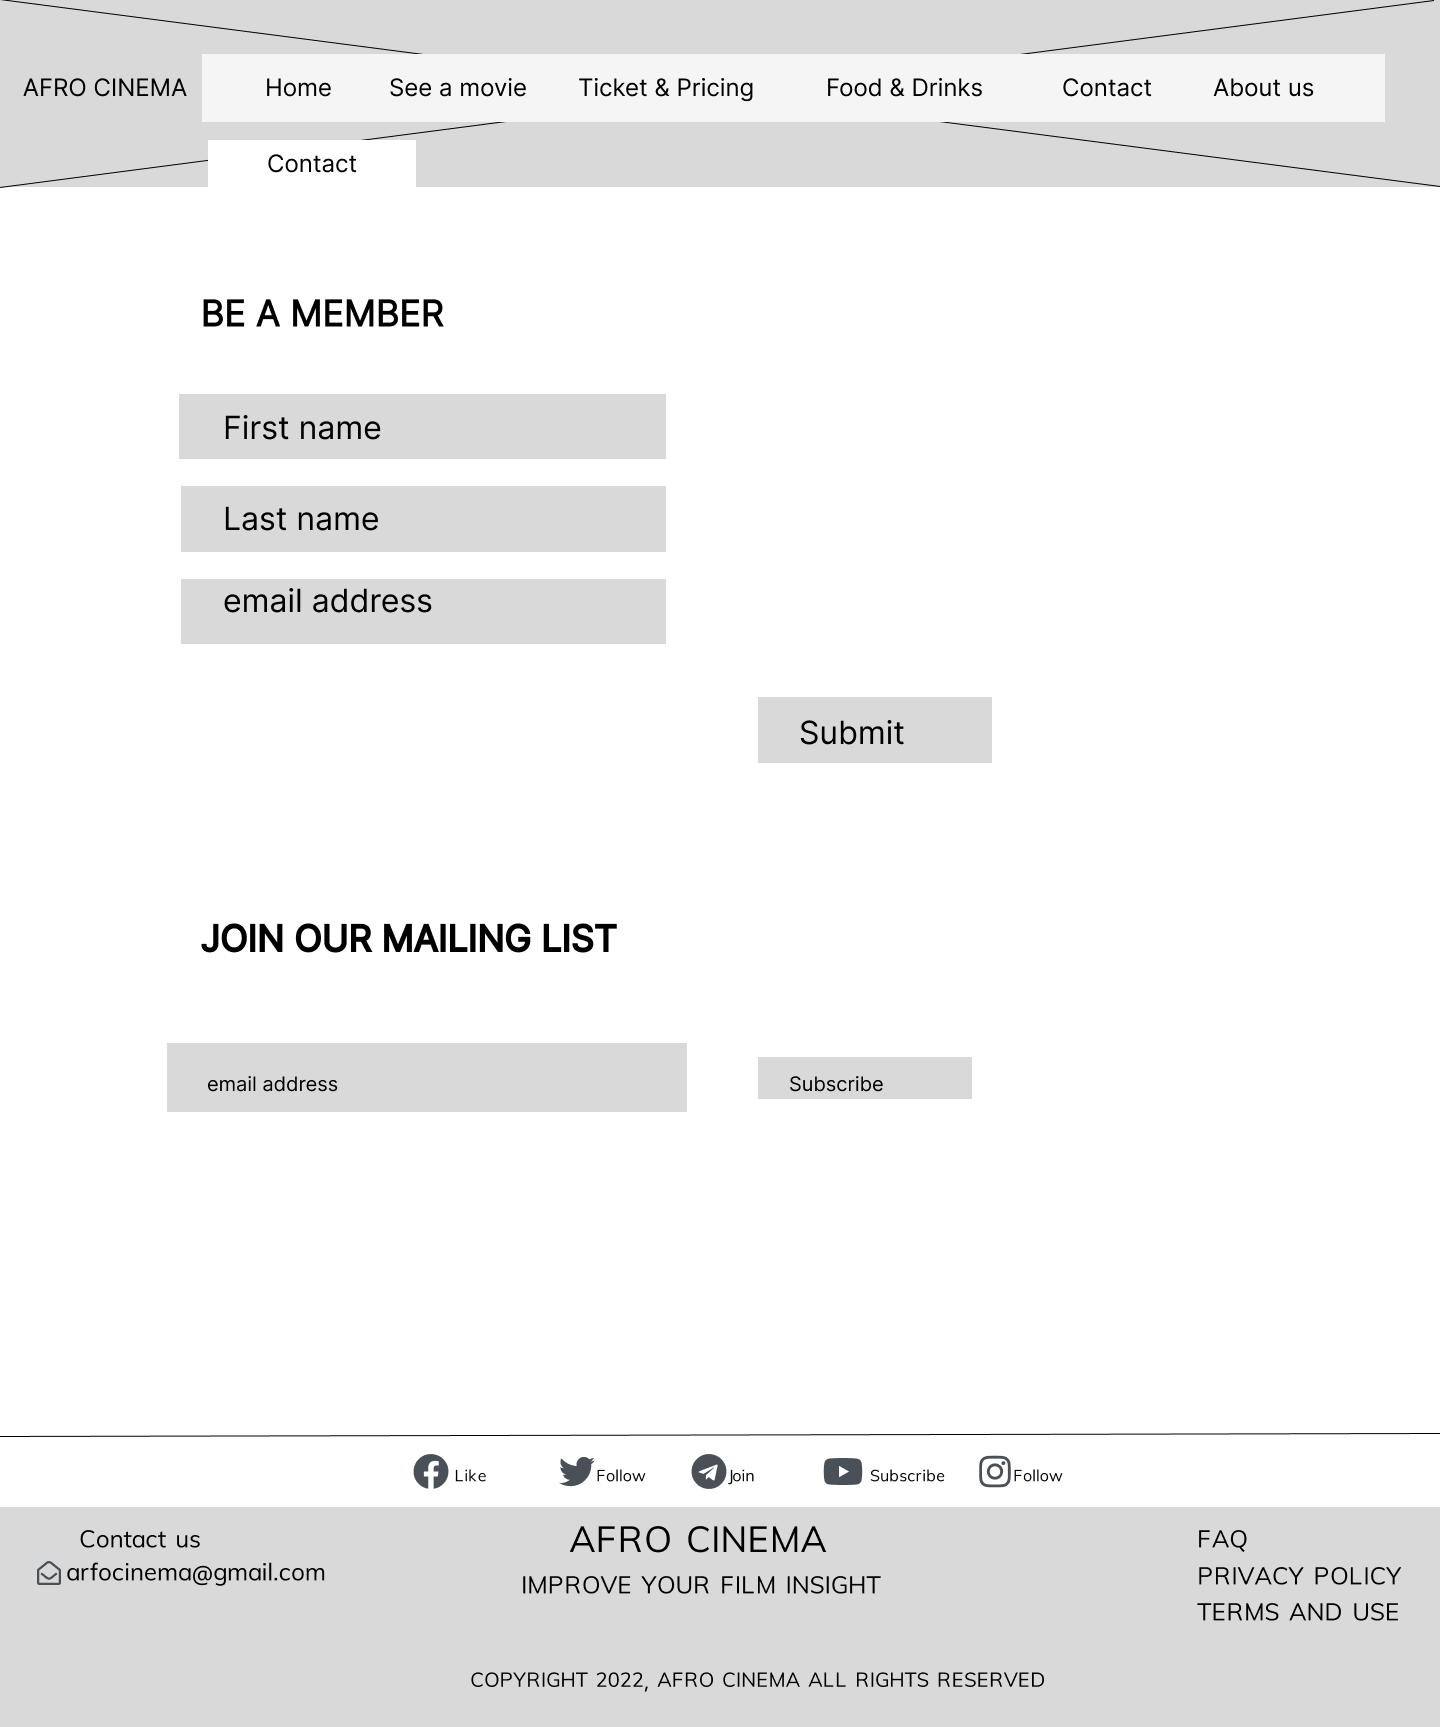 AFRO CINEMA Home See a movie Ticket & Pricing Food & Drinks Contact About us
Contact
BE A MEMBER
First name
Last name
email address
Submit
JOIN OUR MAILING LIST
email address Subscribe
Like Follow Join Subscribe Follow
Contact us
arfocinema@gmail.com
AFRO CINEMA
IMPROVE YOUR FILM INSIGHT
FAQ
PRIVACY POLICY
TERMS AND USE
COPYRIGHT 2022, AFRO CINEMA ALL RIGHTS RESERVED